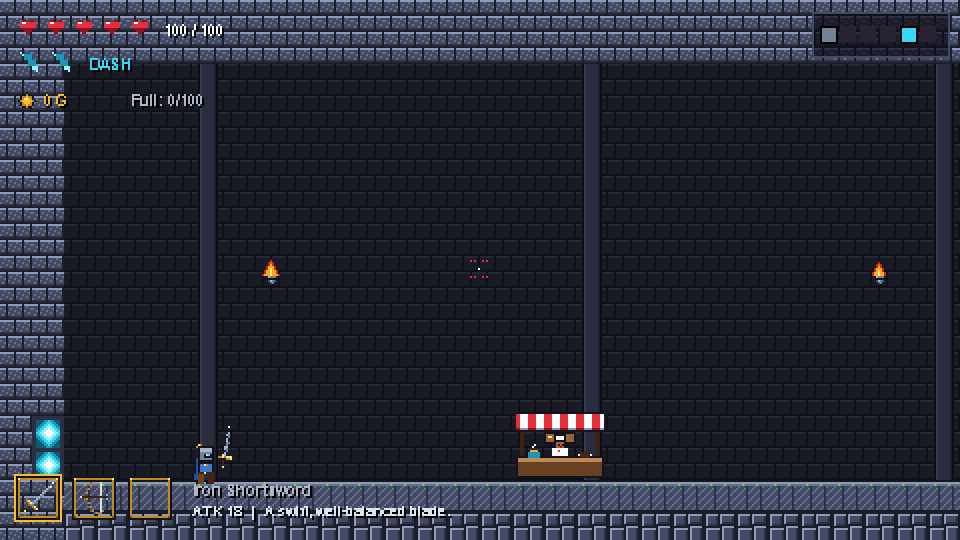 100 / 100
DASH
0 G
Full: 0/100
Iron Shortsword
ATK 18 | A swift, well-balanced blade.